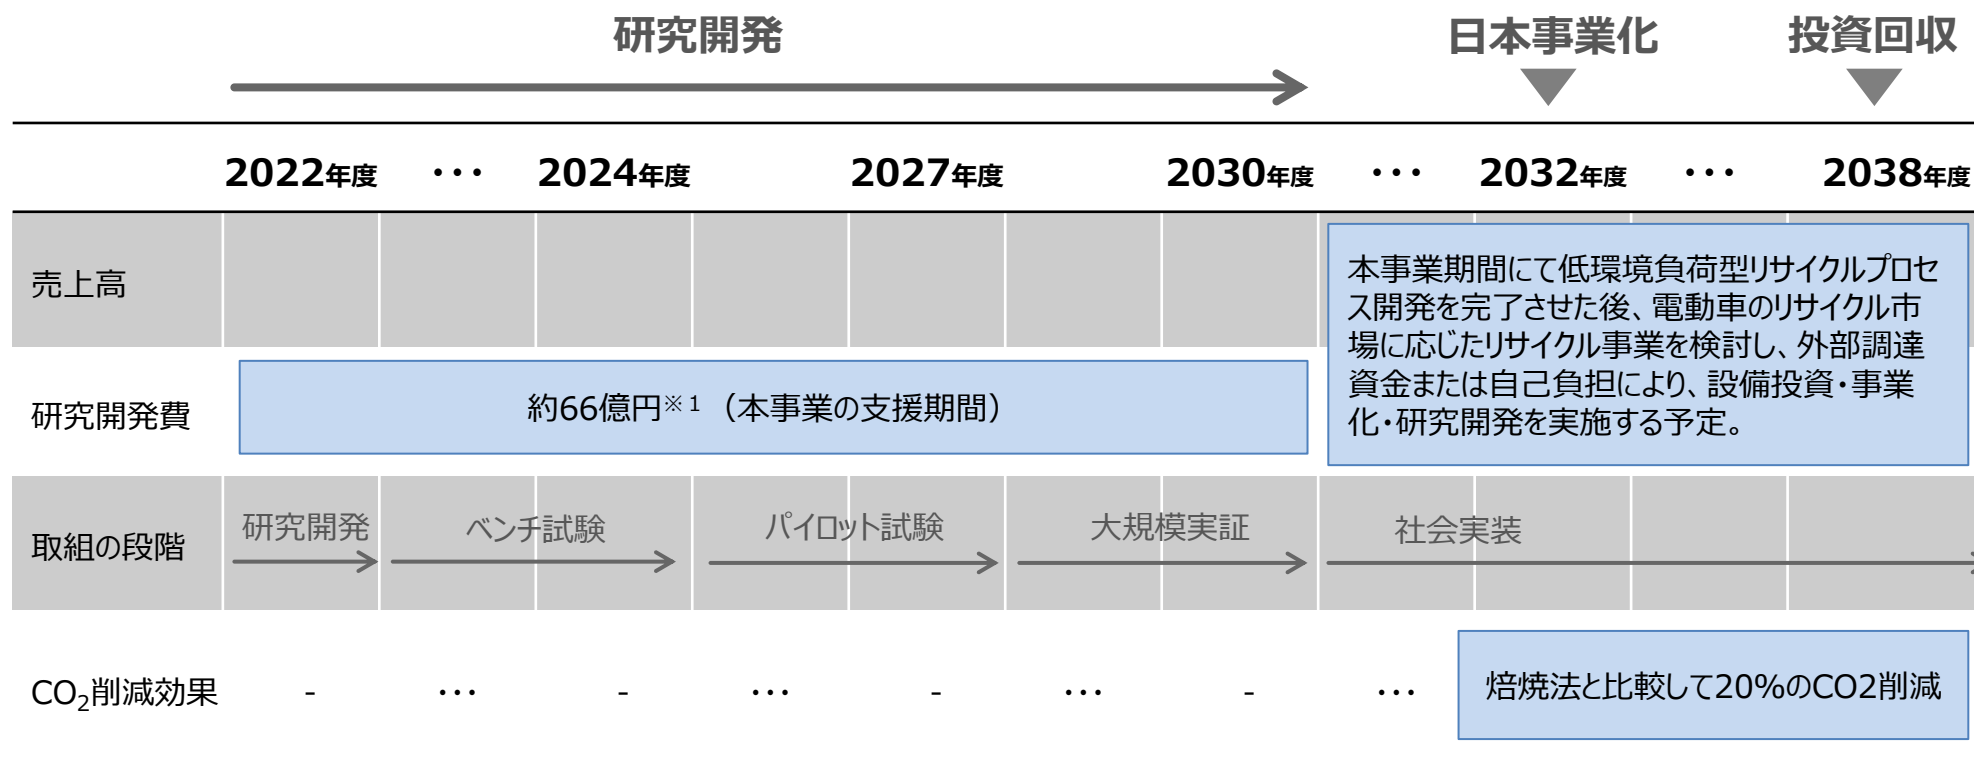 研究開発
日本事業化
投資回収
2022年度 ・・・ 2024年度 2027年度 2030年度 ・・・ 2032年度 ・・・ 2038年度
売上高
本事業期間にて低環境負荷型リサイクルプロセ
ス開発を完了させた後、電動車のリサイクル市
場に応じたリサイクル事業を検討し、外部調達
資金または自己負担により、設備投資・事業
化・研究開発を実施する予定。
研究開発費
約66億円※1（本事業の支援期間）
取組の段階
研究開発
ベンチ試験
パイロット試験
大規模実証
社会実装
CO2削減効果 - ・・・ - ・・・ - ・・・ - ・・・
焙焼法と比較して20%のCO2削減